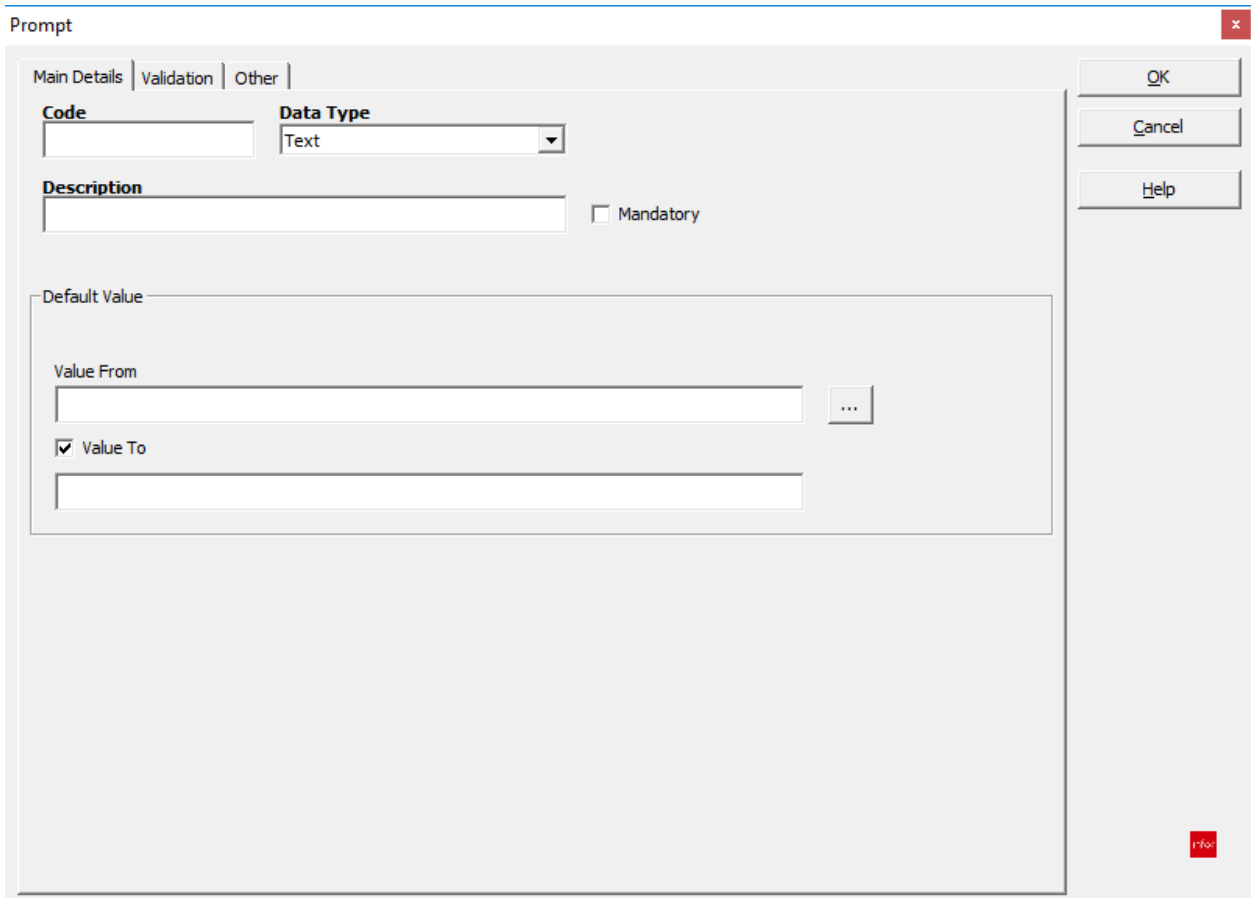 Prompt
x
Main Details Validation Other
OK
Code Data Type
Text
Cancel
Description
Mandatory
Help
Default Value
Value From
...
Value To
infor